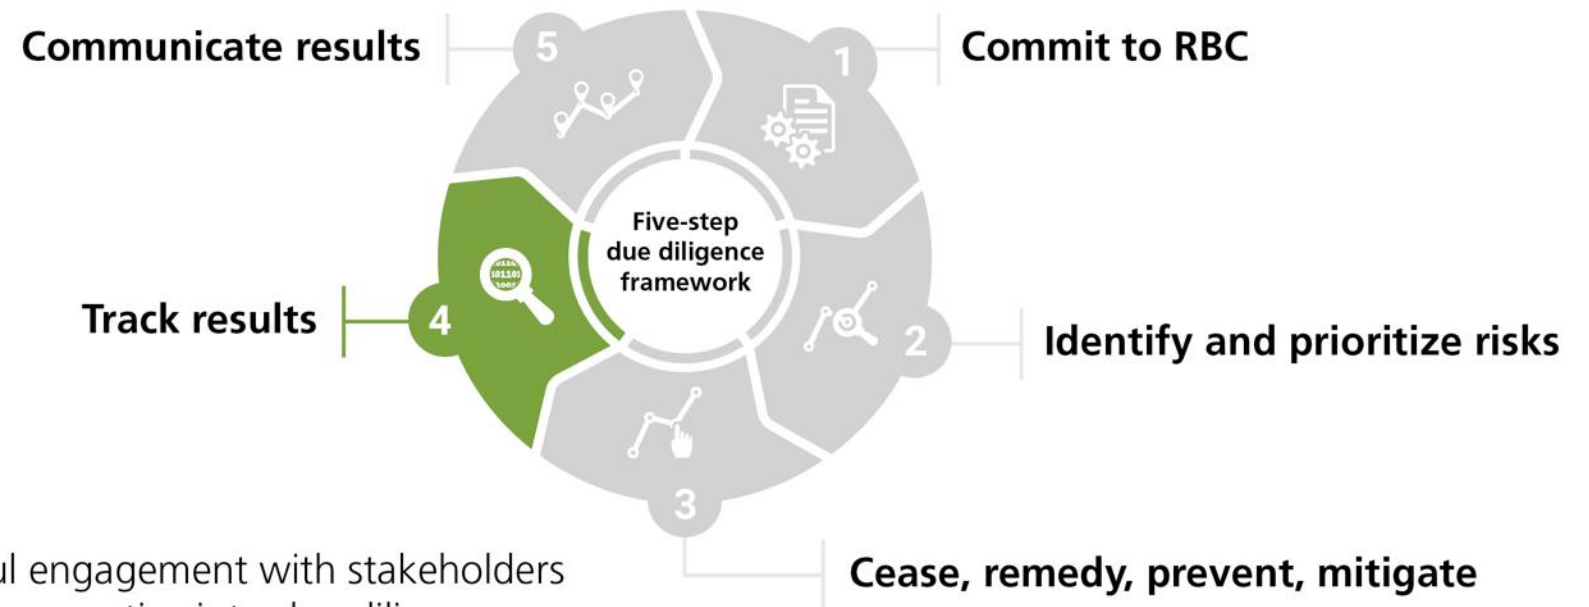 Communicate results
5
1
Commit to RBC
Five-step
due diligence
framework
Track results
4
2
Identify and prioritize risks
3
Cease, remedy, prevent, mitigate
engagement with stakeholders